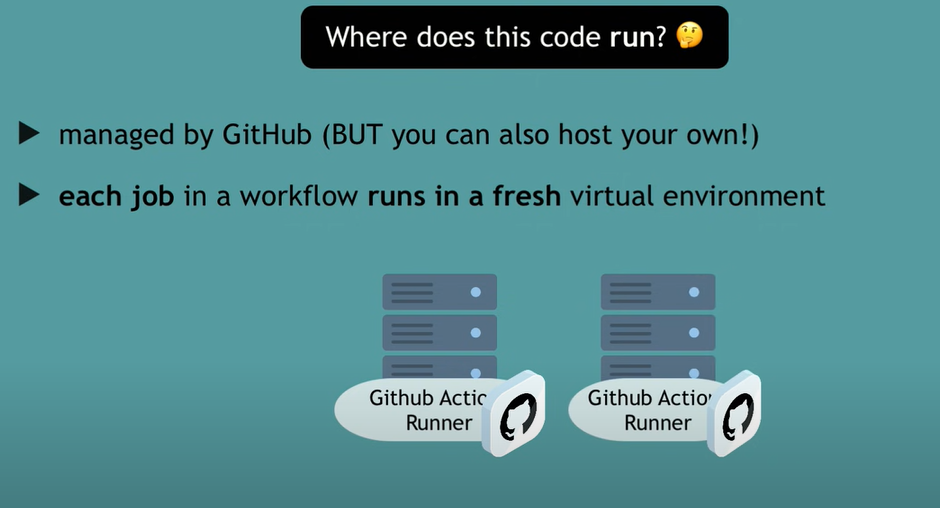 Where does this code run? 🤔
managed by GitHub (BUT you can also host your own!)
each job in a workflow runs in a fresh virtual environment
Github Actio
Runner
Github Action
Runner